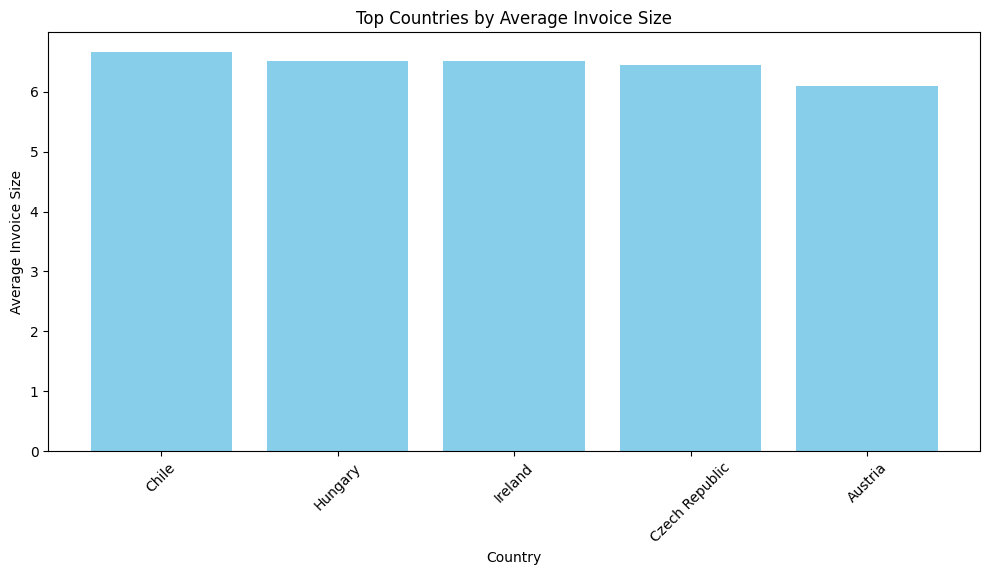 Top Countries by Average Invoice Size
Average Invoice Size
6
5
4
3
2
1
0
Chile
Hungary
Ireland
Czech Republic
Austria
Country